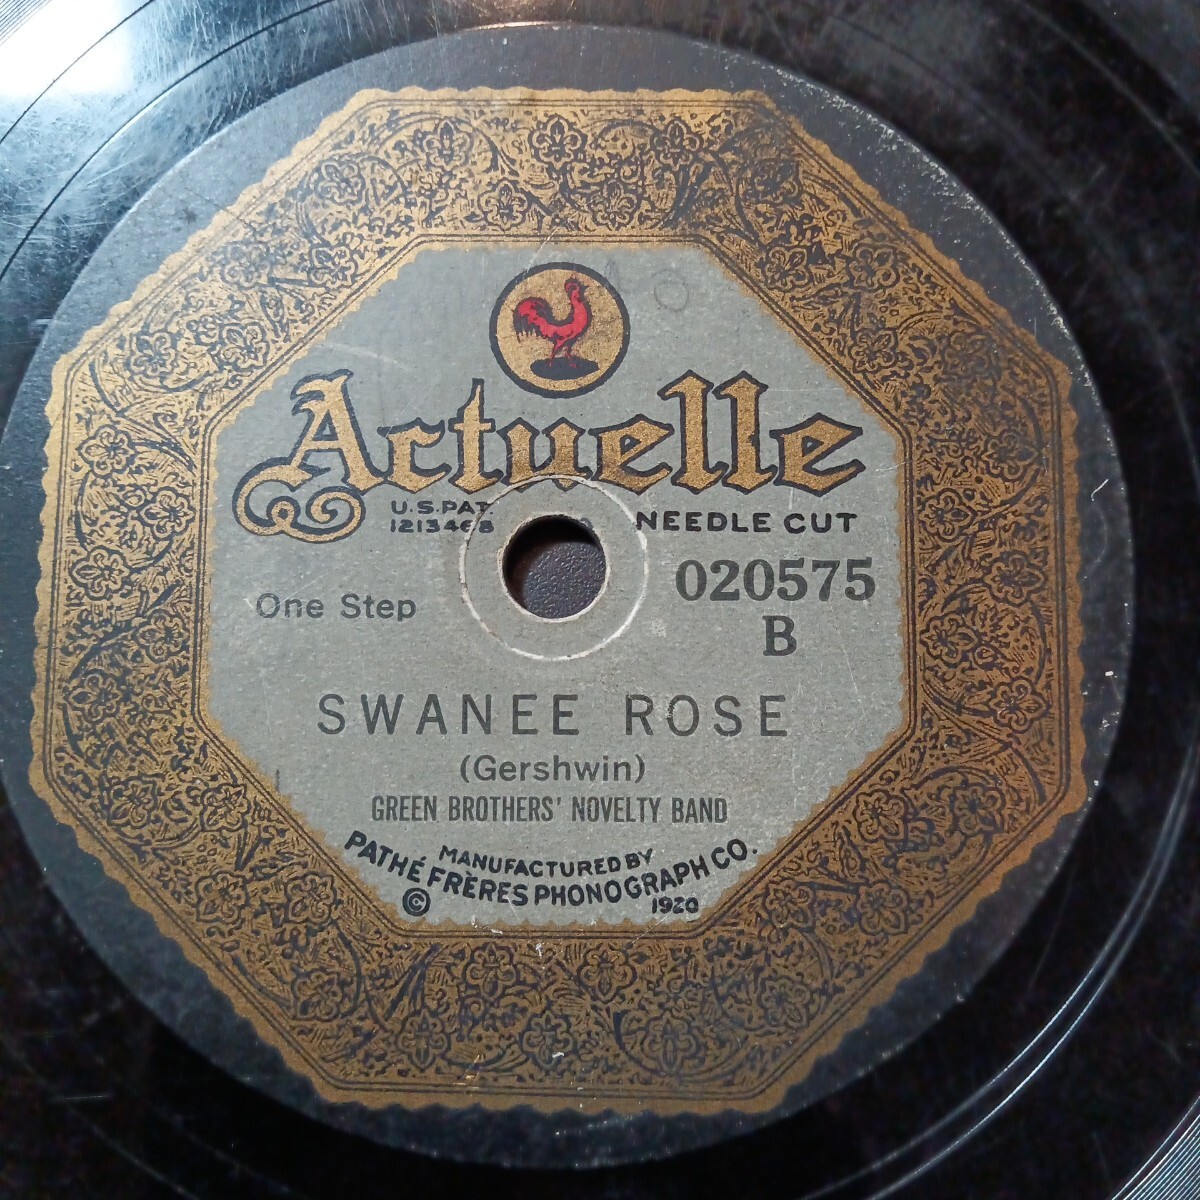 Actuelle
U.S.PAT.
1213468
NEEDLE CUT
020575
B
One Step
SWANEE ROSE
(Gershwin)
GREEN BROTHERS' NOVELTY BAND
MANUFACTURED BY
PATHÉ FRÈRES PHONOGRAPH CO.
© 1920